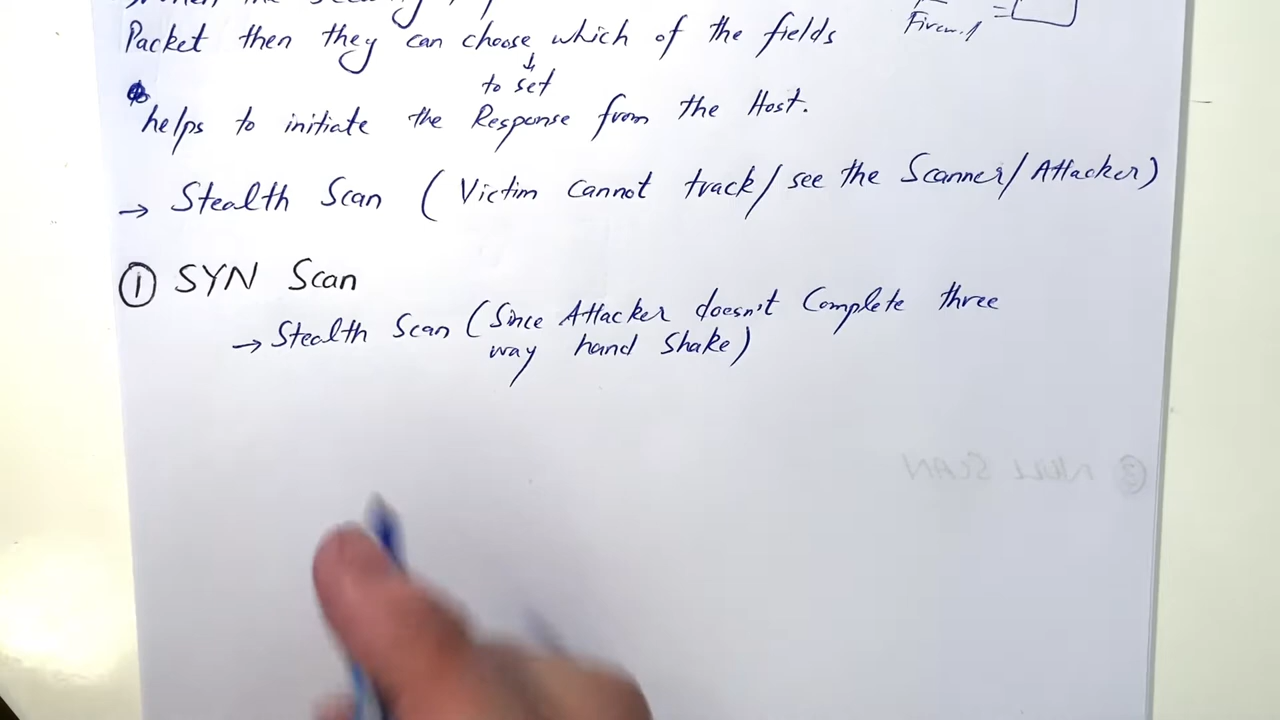 Packet then they can choose which of the fields
to set
helps to initiate the Response from the Host.
→ Stealth Scan ( Victim Cannot track/ see the Scanner/ Attacker)
① SYN Scan
→ Stealth Scan (Since Attacker doesn't Complete three
way hand Shake)
NULL SCAN